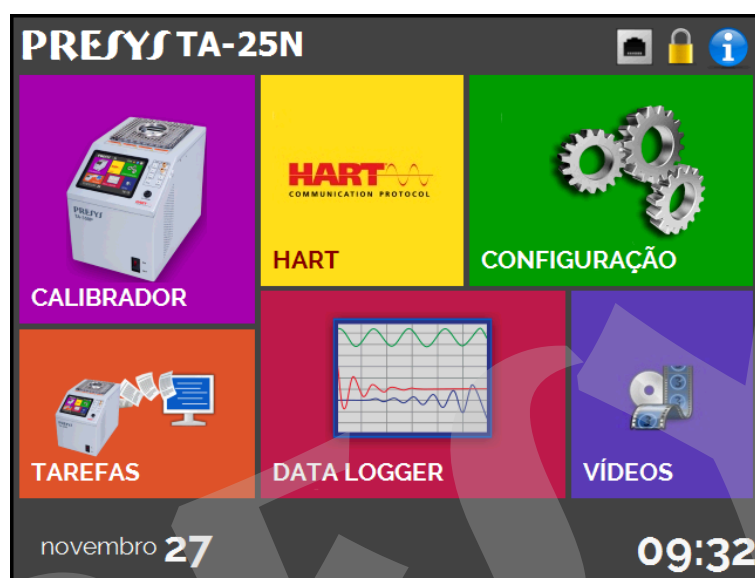 PRESYS TA-25N
HART
COMMUNICATION PROTOCOL
CALIBRADOR
HART
CONFIGURAÇÃO
TAREFAS
DATA LOGGER
VÍDEOS
novembro 27
09:32